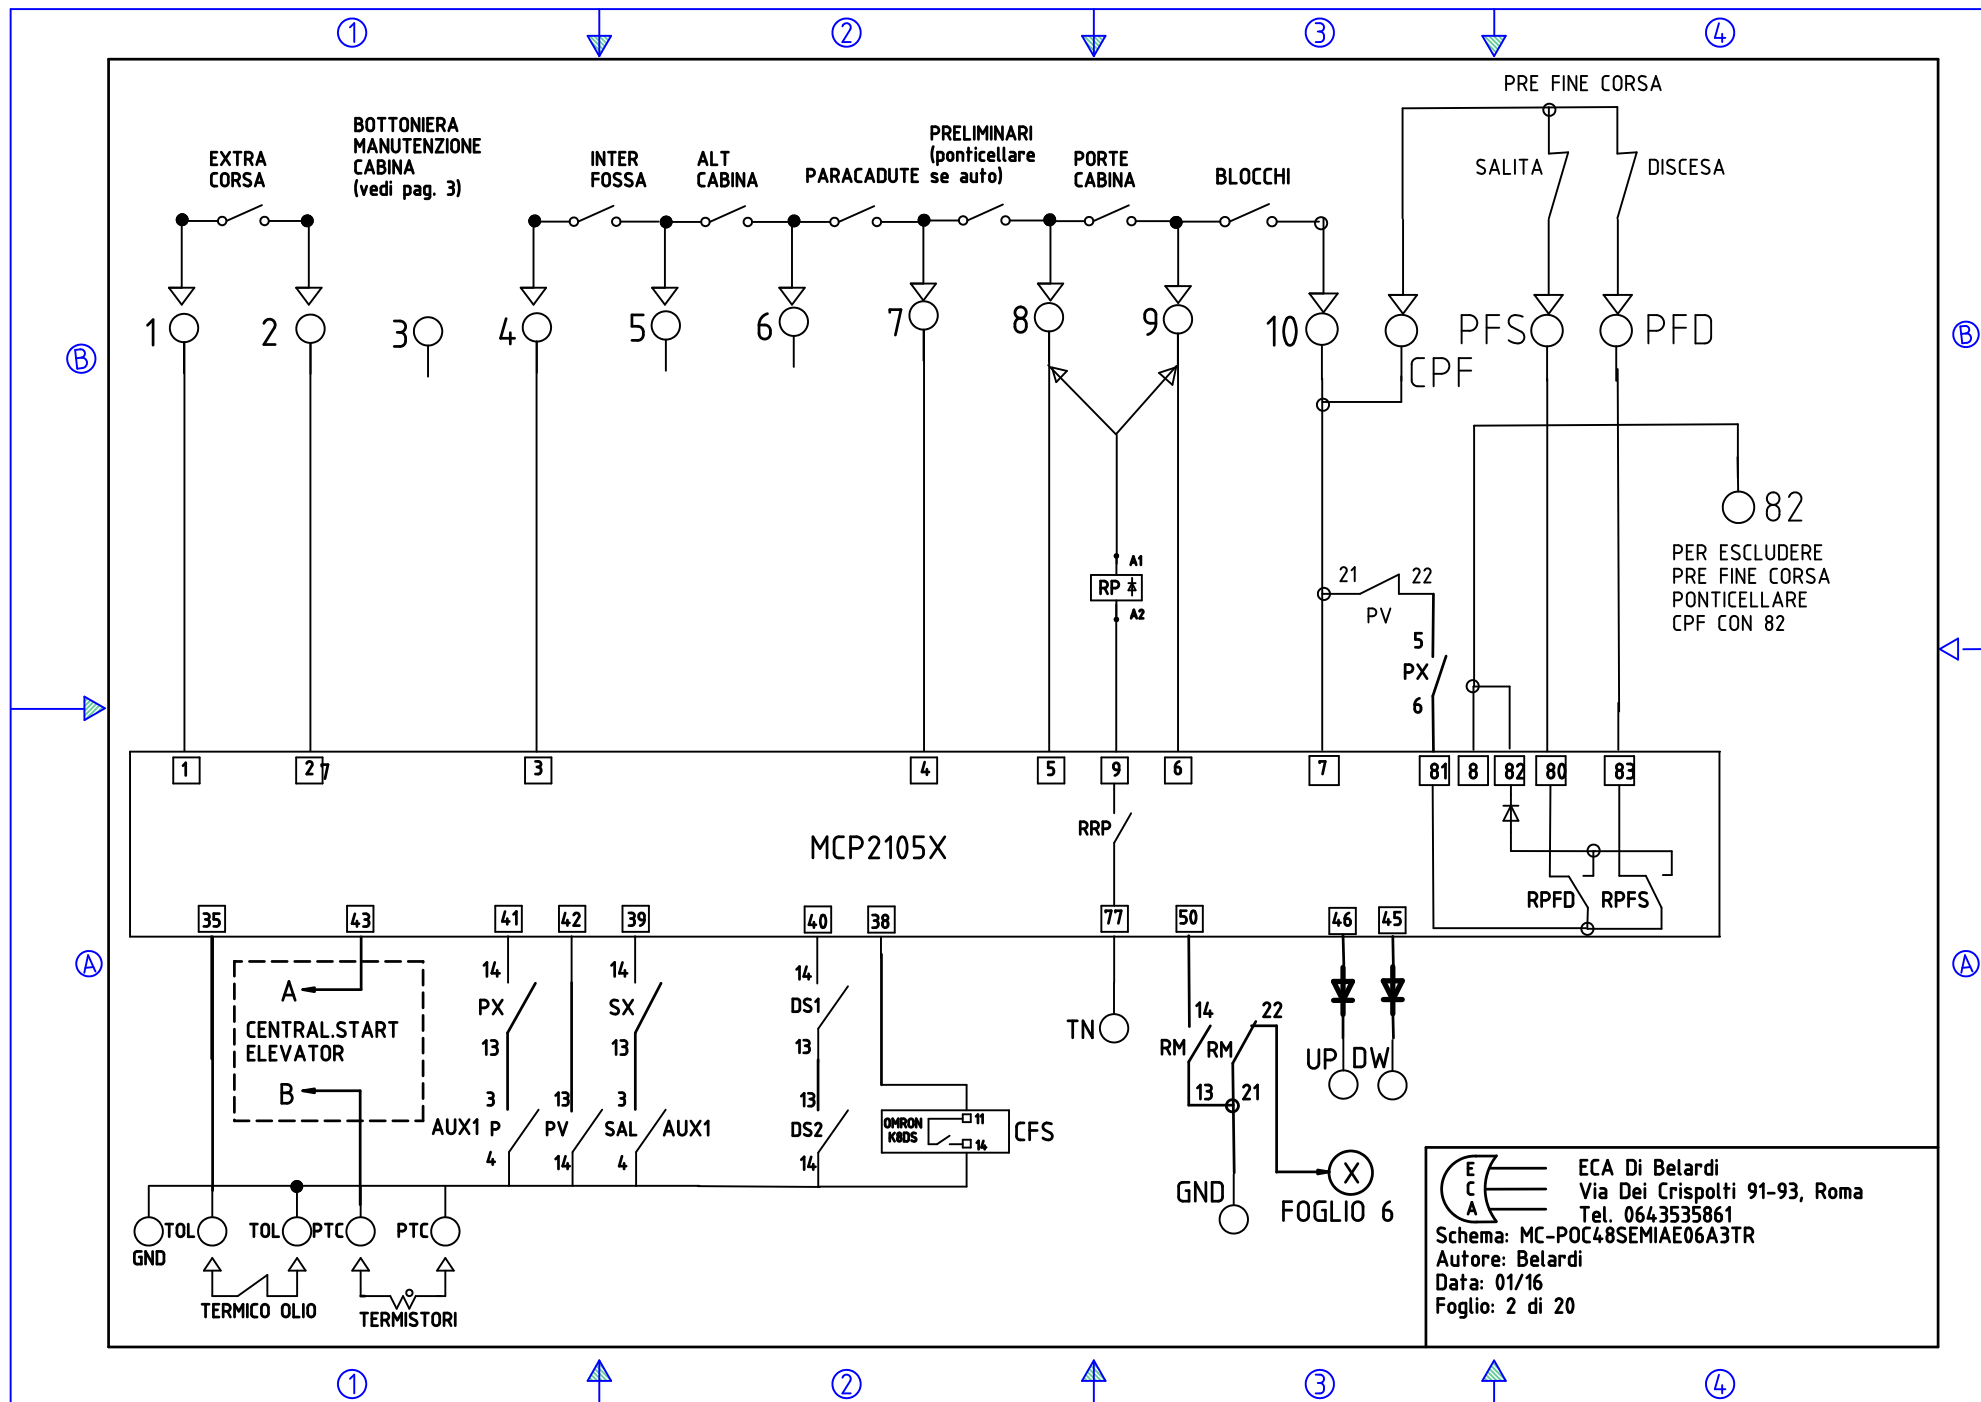 1
2
3
4
PRE FINE CORSA
BOTTONIERA
MANUTENZIONE
CABINA
(vedi pag. 3)
EXTRA
CORSA
INTER
FOSSA
ALT
CABINA
PARACADUTE
PRELIMINARI
(ponticellare
se auto)
PORTE
CABINA
BLOCCHI
SALITA
DISCESA
1
2
3
4
5
6
7
8
9
10
CPF
PFS
PFD
B
B
82
PER ESCLUDERE
PRE FINE CORSA
PONTICELLARE
CPF CON 82
A1
RP
A2
21
22
PV
5
PX
6
1
2
7
3
4
5
9
6
7
81
8
82
80
83
RRP
MCP2105X
RPFD
RPFS
35
43
41
42
39
40
38
77
50
46
45
A
A
A
CENTRAL.START
ELEVATOR
B
14
PX
13
3
AUX1 P
4
13
PV
14
14
SX
13
3
SAL
AUX1
4
14
DS1
13
13
DS2
14
OMRON
K8DS
11
14
CFS
TN
14
RM
13
RM
22
21
GND
X
FOGLIO 6
UP
DW
GND
TOL
TOL
PTC
PTC
TERMICO OLIO
TERMISTORI
E
C
A
ECA Di Belardi
Via Dei Crispolti 91-93, Roma
Tel. 0643535861
Schema: MC-POC48SEMIAE06A3TR
Autore: Belardi
Data: 01/16
Foglio: 2 di 20
1
2
3
4